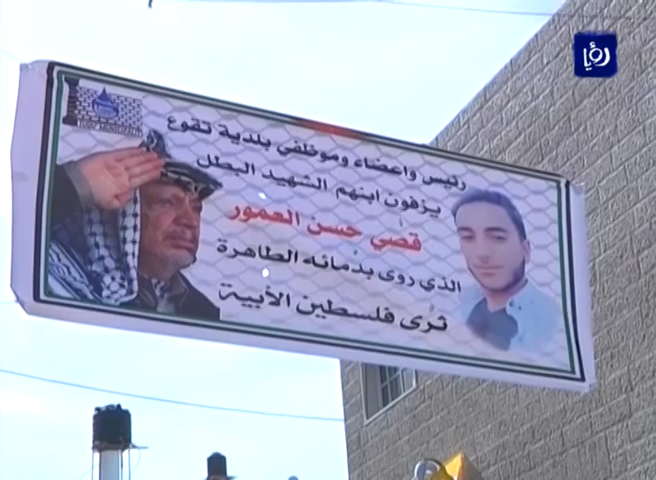 رؤيا
رئيس واعضاء وموظفي بلدية تقوع
يزفون ابنهم الشهيد البطل
قصي حسن العمور
الذي روى بدمائه الطاهرة
ثرى فلسطين الأبية